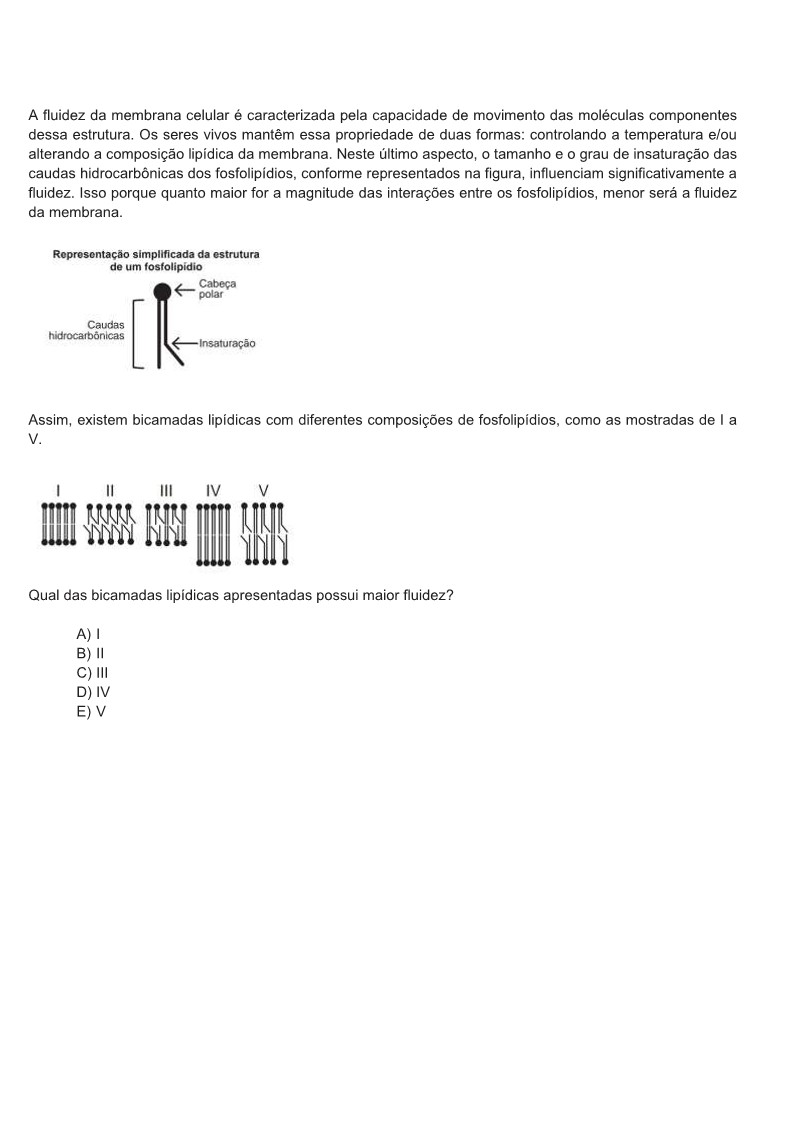 A fluidez da membrana celular é caracterizada pela capacidade de movimento das moléculas componentes
dessa estrutura. Os seres vivos mantêm essa propriedade de duas formas: controlando a temperatura e/ou
alterando a composição lipídica da membrana. Neste último aspecto, o tamanho e o grau de insaturação das
caudas hidrocarbônicas dos fosfolipídios, conforme representados na figura, influenciam significativamente a
fluidez. Isso porque quanto maior for a magnitude das interações entre os fosfolipídios, menor será a fluidez
da membrana.
Representação simplificada da estrutura
de um fosfolipídio
Cabeça
polar
Caudas
hidrocarbônicas
Insaturação
Assim, existem bicamadas lipídicas com diferentes composições de fosfolipídios, como as mostradas de I a
V.
I II III IV V
Qual das bicamadas lipídicas apresentadas possui maior fluidez?
A) I
B) II
C) III
D) IV
E) V